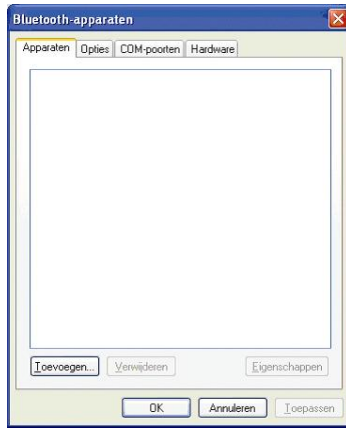 Bluetooth-apparaten
Apparaten Opties COM-poorten Hardware
Toevoegen... Verwijderen Eigenschappen
OK Annuleren Toepassen